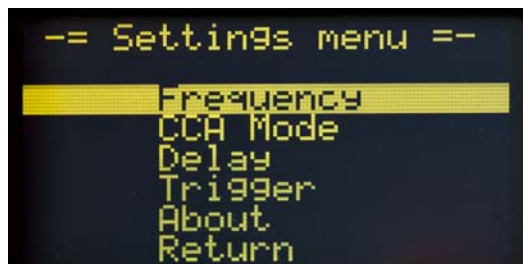 -= Settings menu =-
Frequency
CCA Mode
Delay
Trigger
About
Return